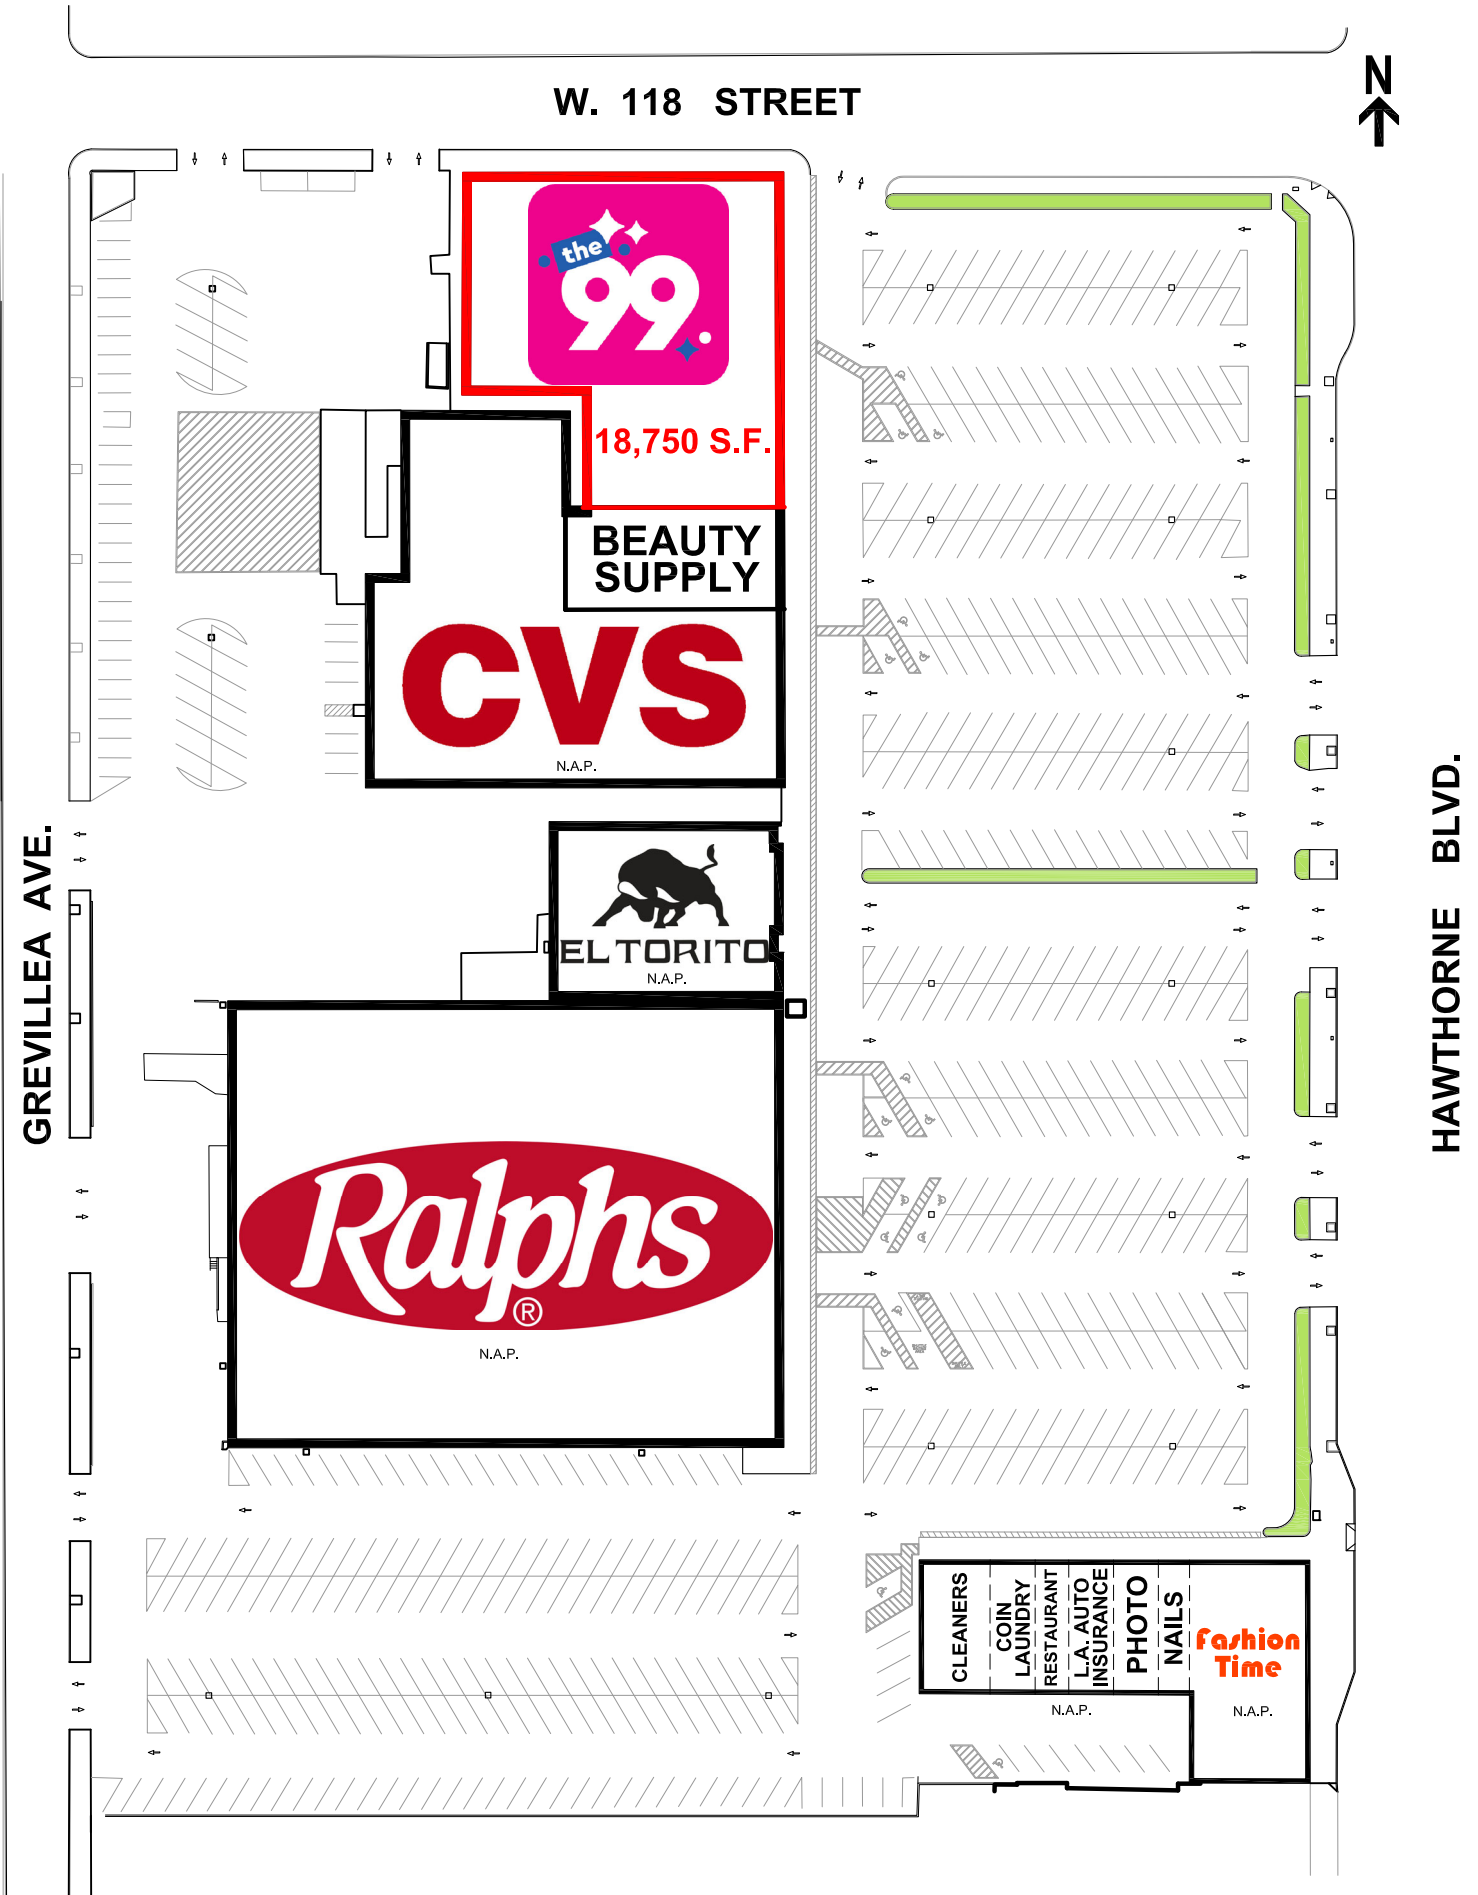 W. 118 STREET
N
the
99
18,750 S.F.
BEAUTY
SUPPLY
CVS
N.A.P.
GREVILLEA AVE.
HAWTHORNE BLVD.
EL TORITO
N.A.P.
Ralphs
®
N.A.P.
CLEANERS
COIN
LAUNDRY
RESTAURANT
L.A. AUTO
INSURANCE
PHOTO
NAILS
Fashion
Time
N.A.P.
N.A.P.